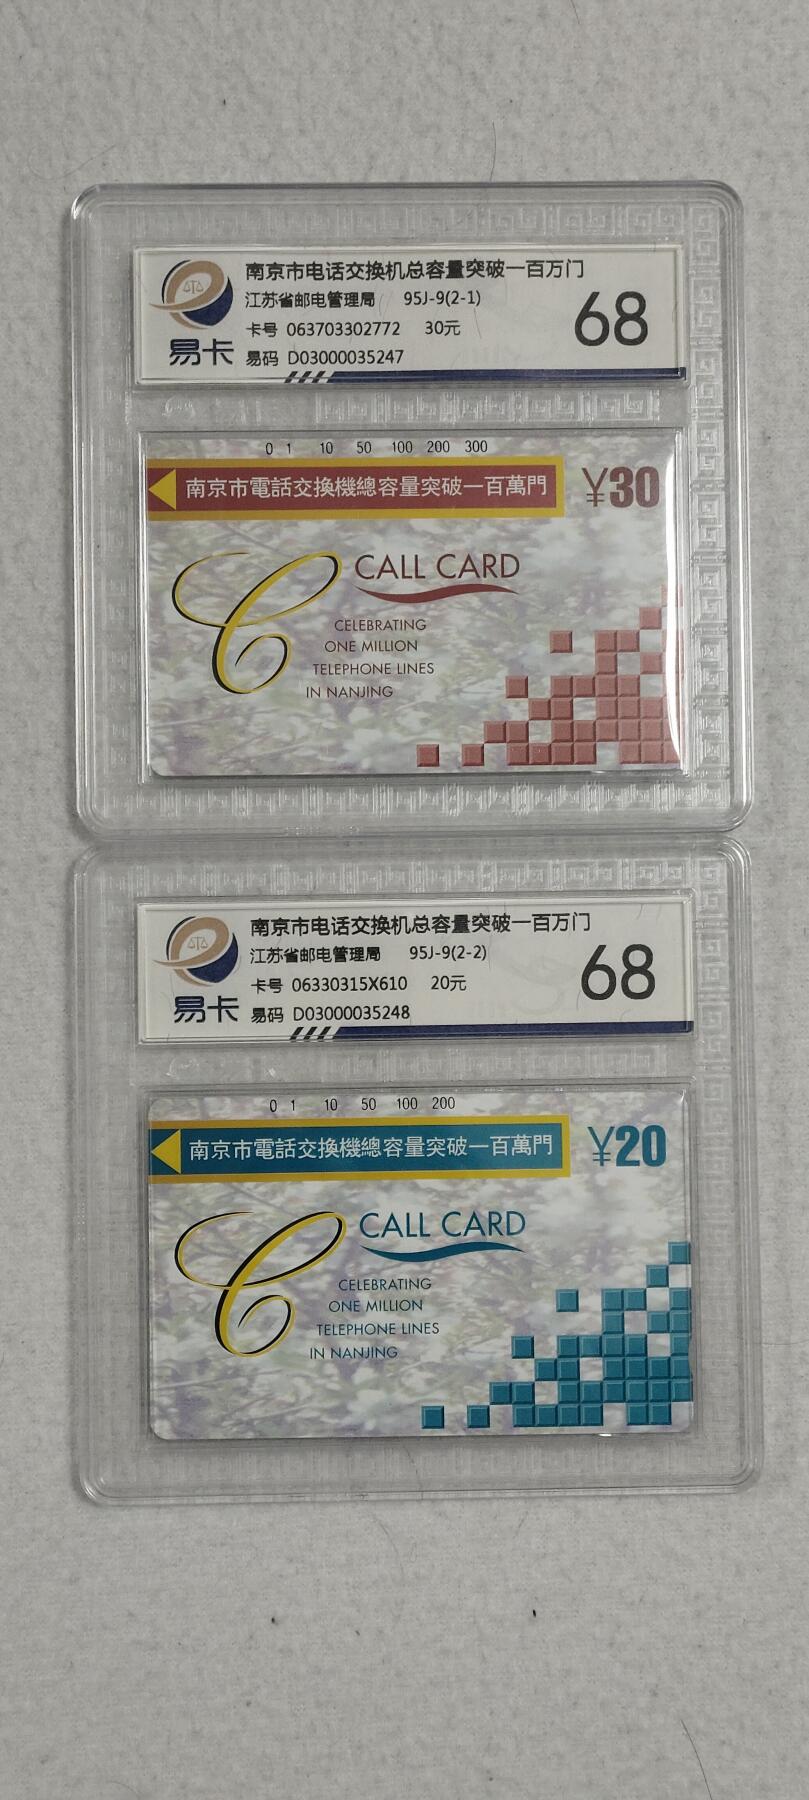 南京市电话交换机总容量突破一百万门
江苏省邮电管理局 95J-9(2-1)
卡号 063703302772 30元
易码 D03000035247
68
易卡
0 1 10 50 100 200 300
南京市電話交換機總容量突破一百萬門
¥30
CALL CARD
CELEBRATING
ONE MILLION
TELEPHONE LINES
IN NANJING
南京市电话交换机总容量突破一百万门
江苏省邮电管理局 95J-9(2-2)
卡号 06330315X610 20元
易码 D03000035248
68
易卡
0 1 10 50 100 200
南京市電話交換機總容量突破一百萬門
¥20
CALL CARD
CELEBRATING
ONE MILLION
TELEPHONE LINES
IN NANJING